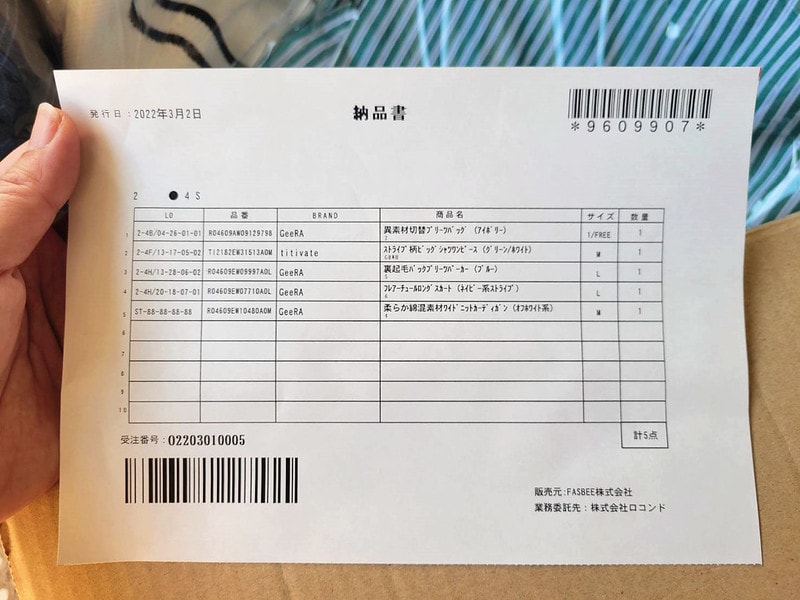 発行日：2022年3月2日
納品書
*9609907*
2 ● 4 S
LO 品番 BRAND 商品名 サイズ 数量
1 2-4B/04-26-01-01 R04609AW09129798 GeeRA 異素材切替プリーツバッグ (アイボリー) 1/FREE 1
2 2-4F/13-17-05-02 TI2182EW31513A0M titivate ストライプ柄ビッグシャツワンピース (グリーン/ホワイト) M 1
3 2-4H/13-28-06-02 R04609EW09997A0L GeeRA 裏起毛バックプリーツパーカー (ブルー) L 1
5
4 2-4H/20-18-07-01 R04609EW07710A0L GeeRA フレアーチュールロングスカート (ネイビー系ストライプ) L 1
6
5 ST-88-88-88-88 R04609EW10480A0M GeeRA 柔らか綿混素材ワイドニットカーディガン (オフホワイト系) M 1
4
6
7
8
9
10
計5点
受注番号：02203010005
販売元:FASBEE株式会社
業務委託先：株式会社ロコンド